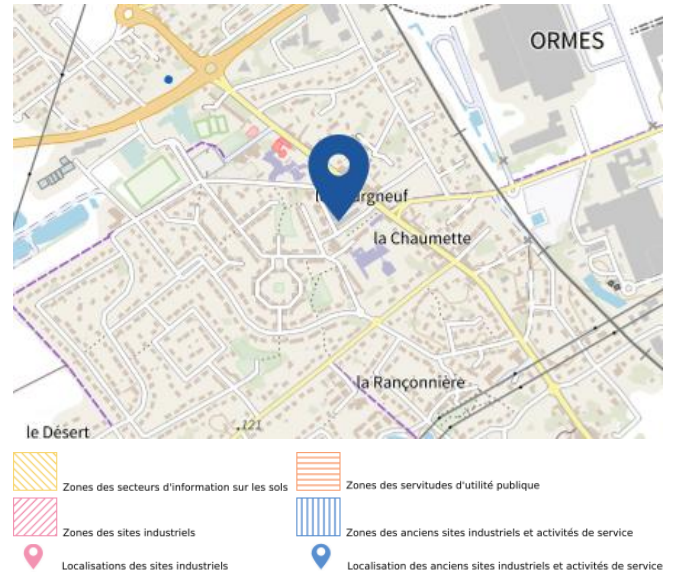 ORMES
la Chaumette
la Rançonnière
121
le Désert
Zones des secteurs d'information sur les sols
Zones des servitudes d'utilité publique
Zones des sites industriels
Zones des anciens sites industriels et activités de service
Localisations des sites industriels
Localisation des anciens sites industriels et activités de service